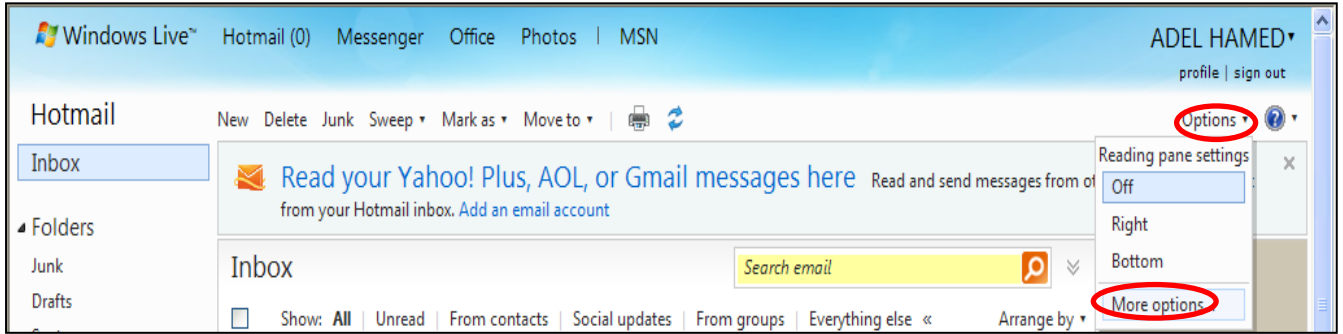 Windows Live™ Hotmail (0) Messenger Office Photos | MSN ADEL HAMED
profile | sign out
Hotmail New Delete Junk Sweep Mark as Move to | Options
Inbox
Reading pane settings
Off
Right
Bottom
More options
Read your Yahoo! Plus, AOL, or Gmail messages here Read and send messages from
from your Hotmail inbox. Add an email account
Folders
Junk
Drafts
Inbox Search email
Show: All | Unread | From contacts | Social updates | From groups | Everything else « Arrange by